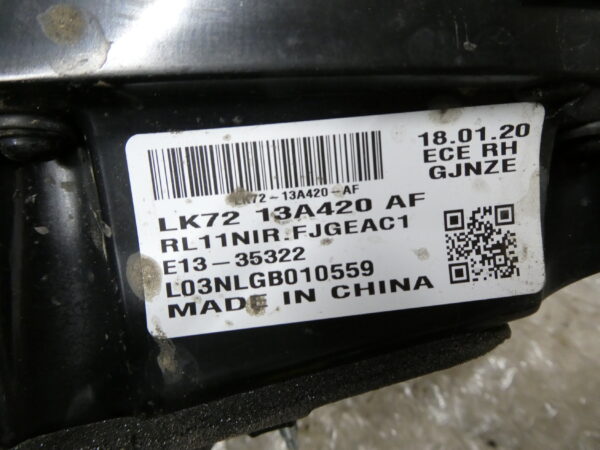 LK72-13A420-AF
18.01.20
ECE RH
GJNZE
LK72 13A420 AF
RL11NIR.FJGEAC1
E13-35322
L03NLGB010559
MADE IN CHINA